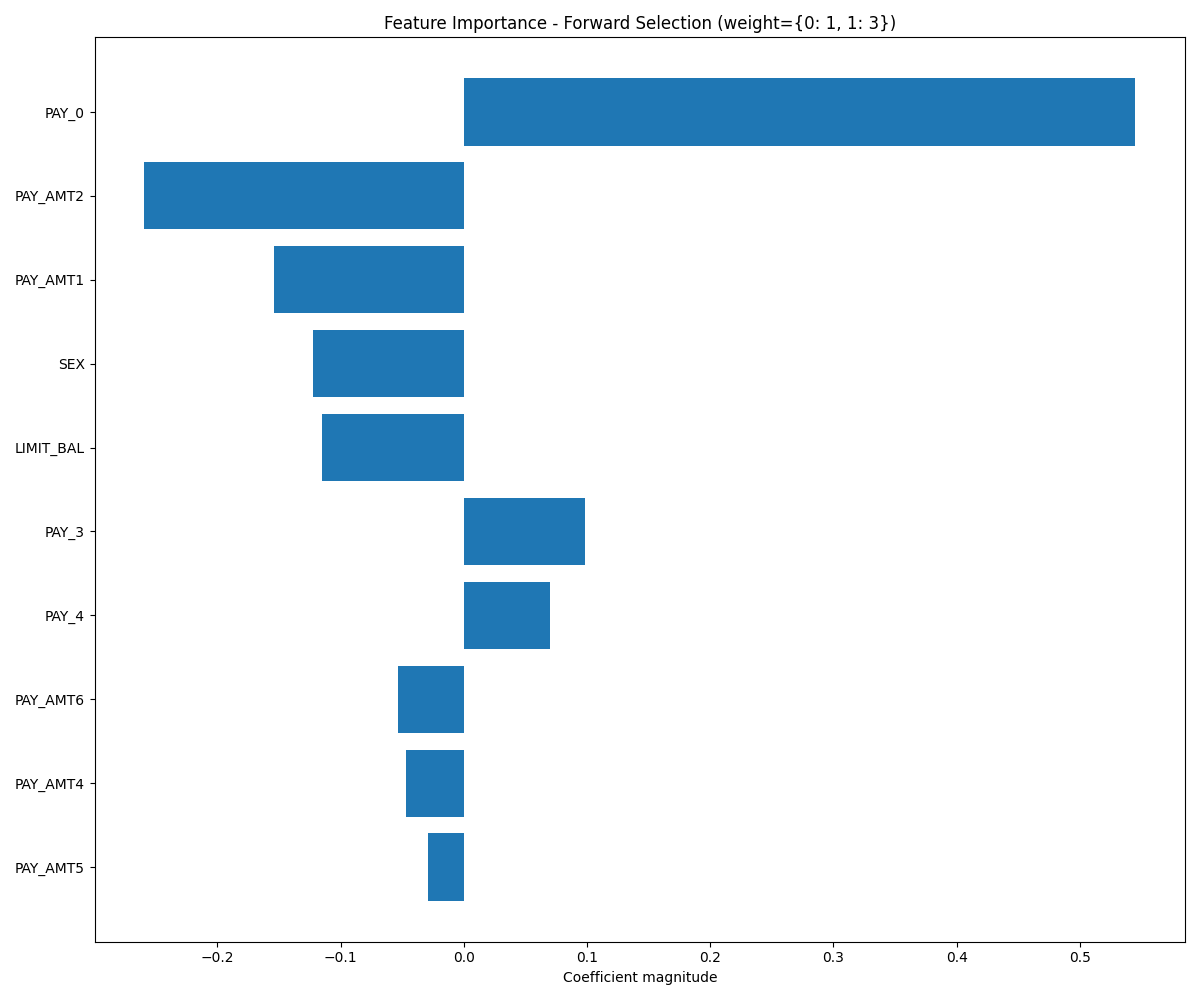 Feature Importance - Forward Selection (weight={0: 1, 1: 3})
PAY_0
PAY_AMT2
PAY_AMT1
SEX
LIMIT_BAL
PAY_3
PAY_4
PAY_AMT6
PAY_AMT4
PAY_AMT5
−0.2 −0.1 0.0 0.1 0.2 0.3 0.4 0.5
Coefficient magnitude